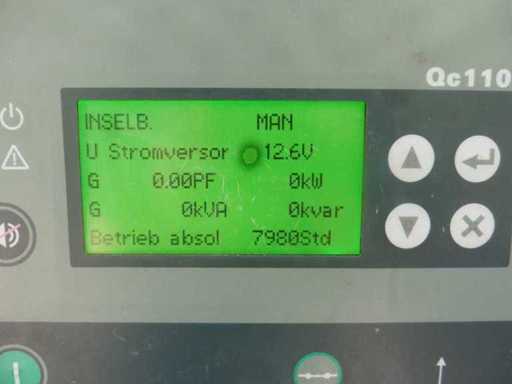 Qc110
INSELB. MAN
U Stromversor 12.6V
G 0.00PF 0kW
G 0kVA 0kvar
Betrieb absol 7980Std